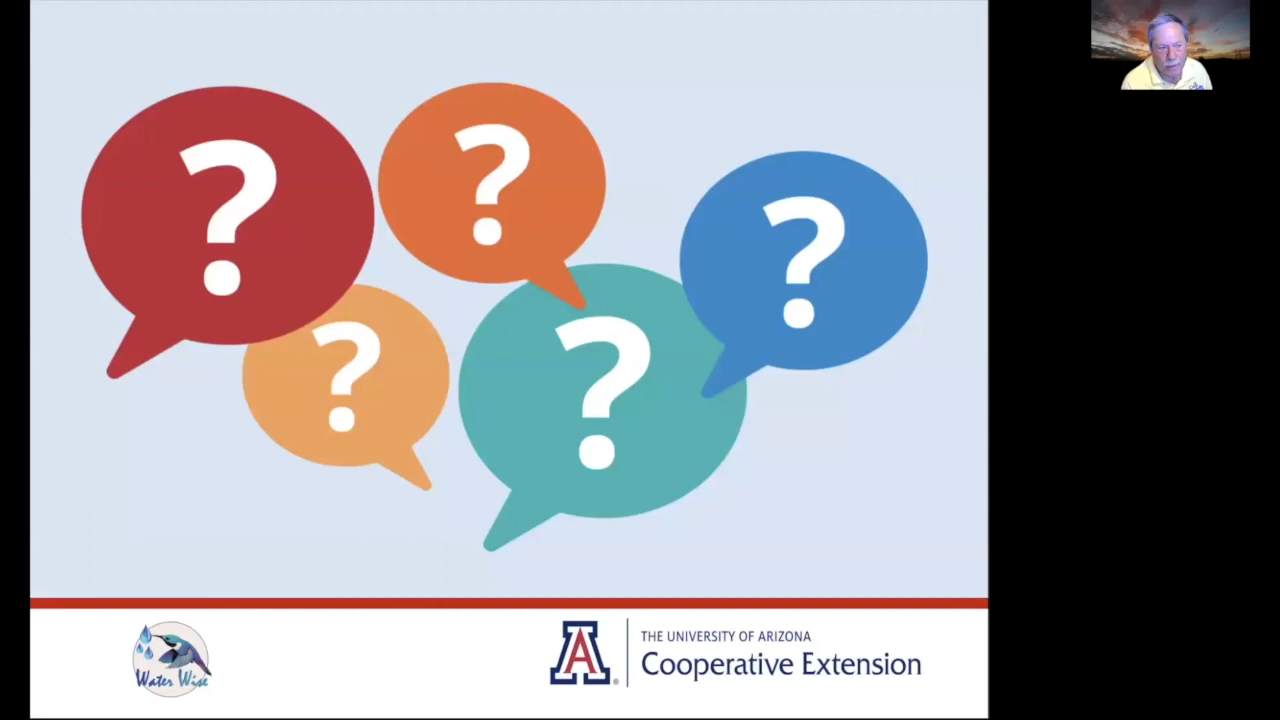 ?
?
?
?
?
Water Wise
A
®
THE UNIVERSITY OF ARIZONA
Cooperative Extension